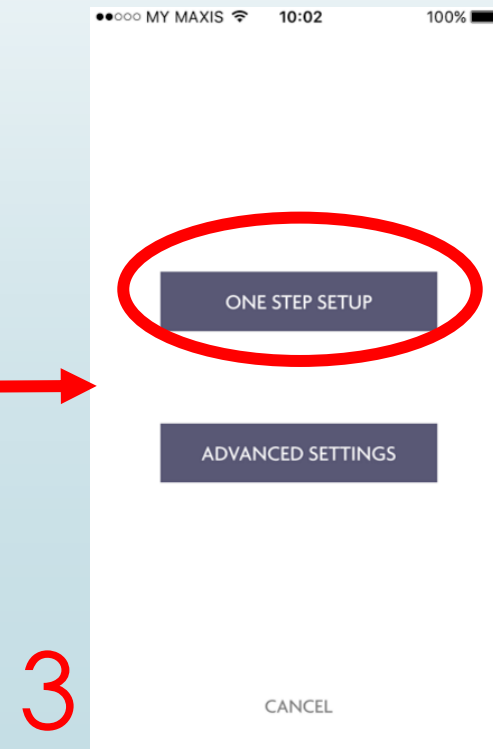 MY MAXIS 10:02 100%
ONE STEP SETUP
ADVANCED SETTINGS
3
CANCEL